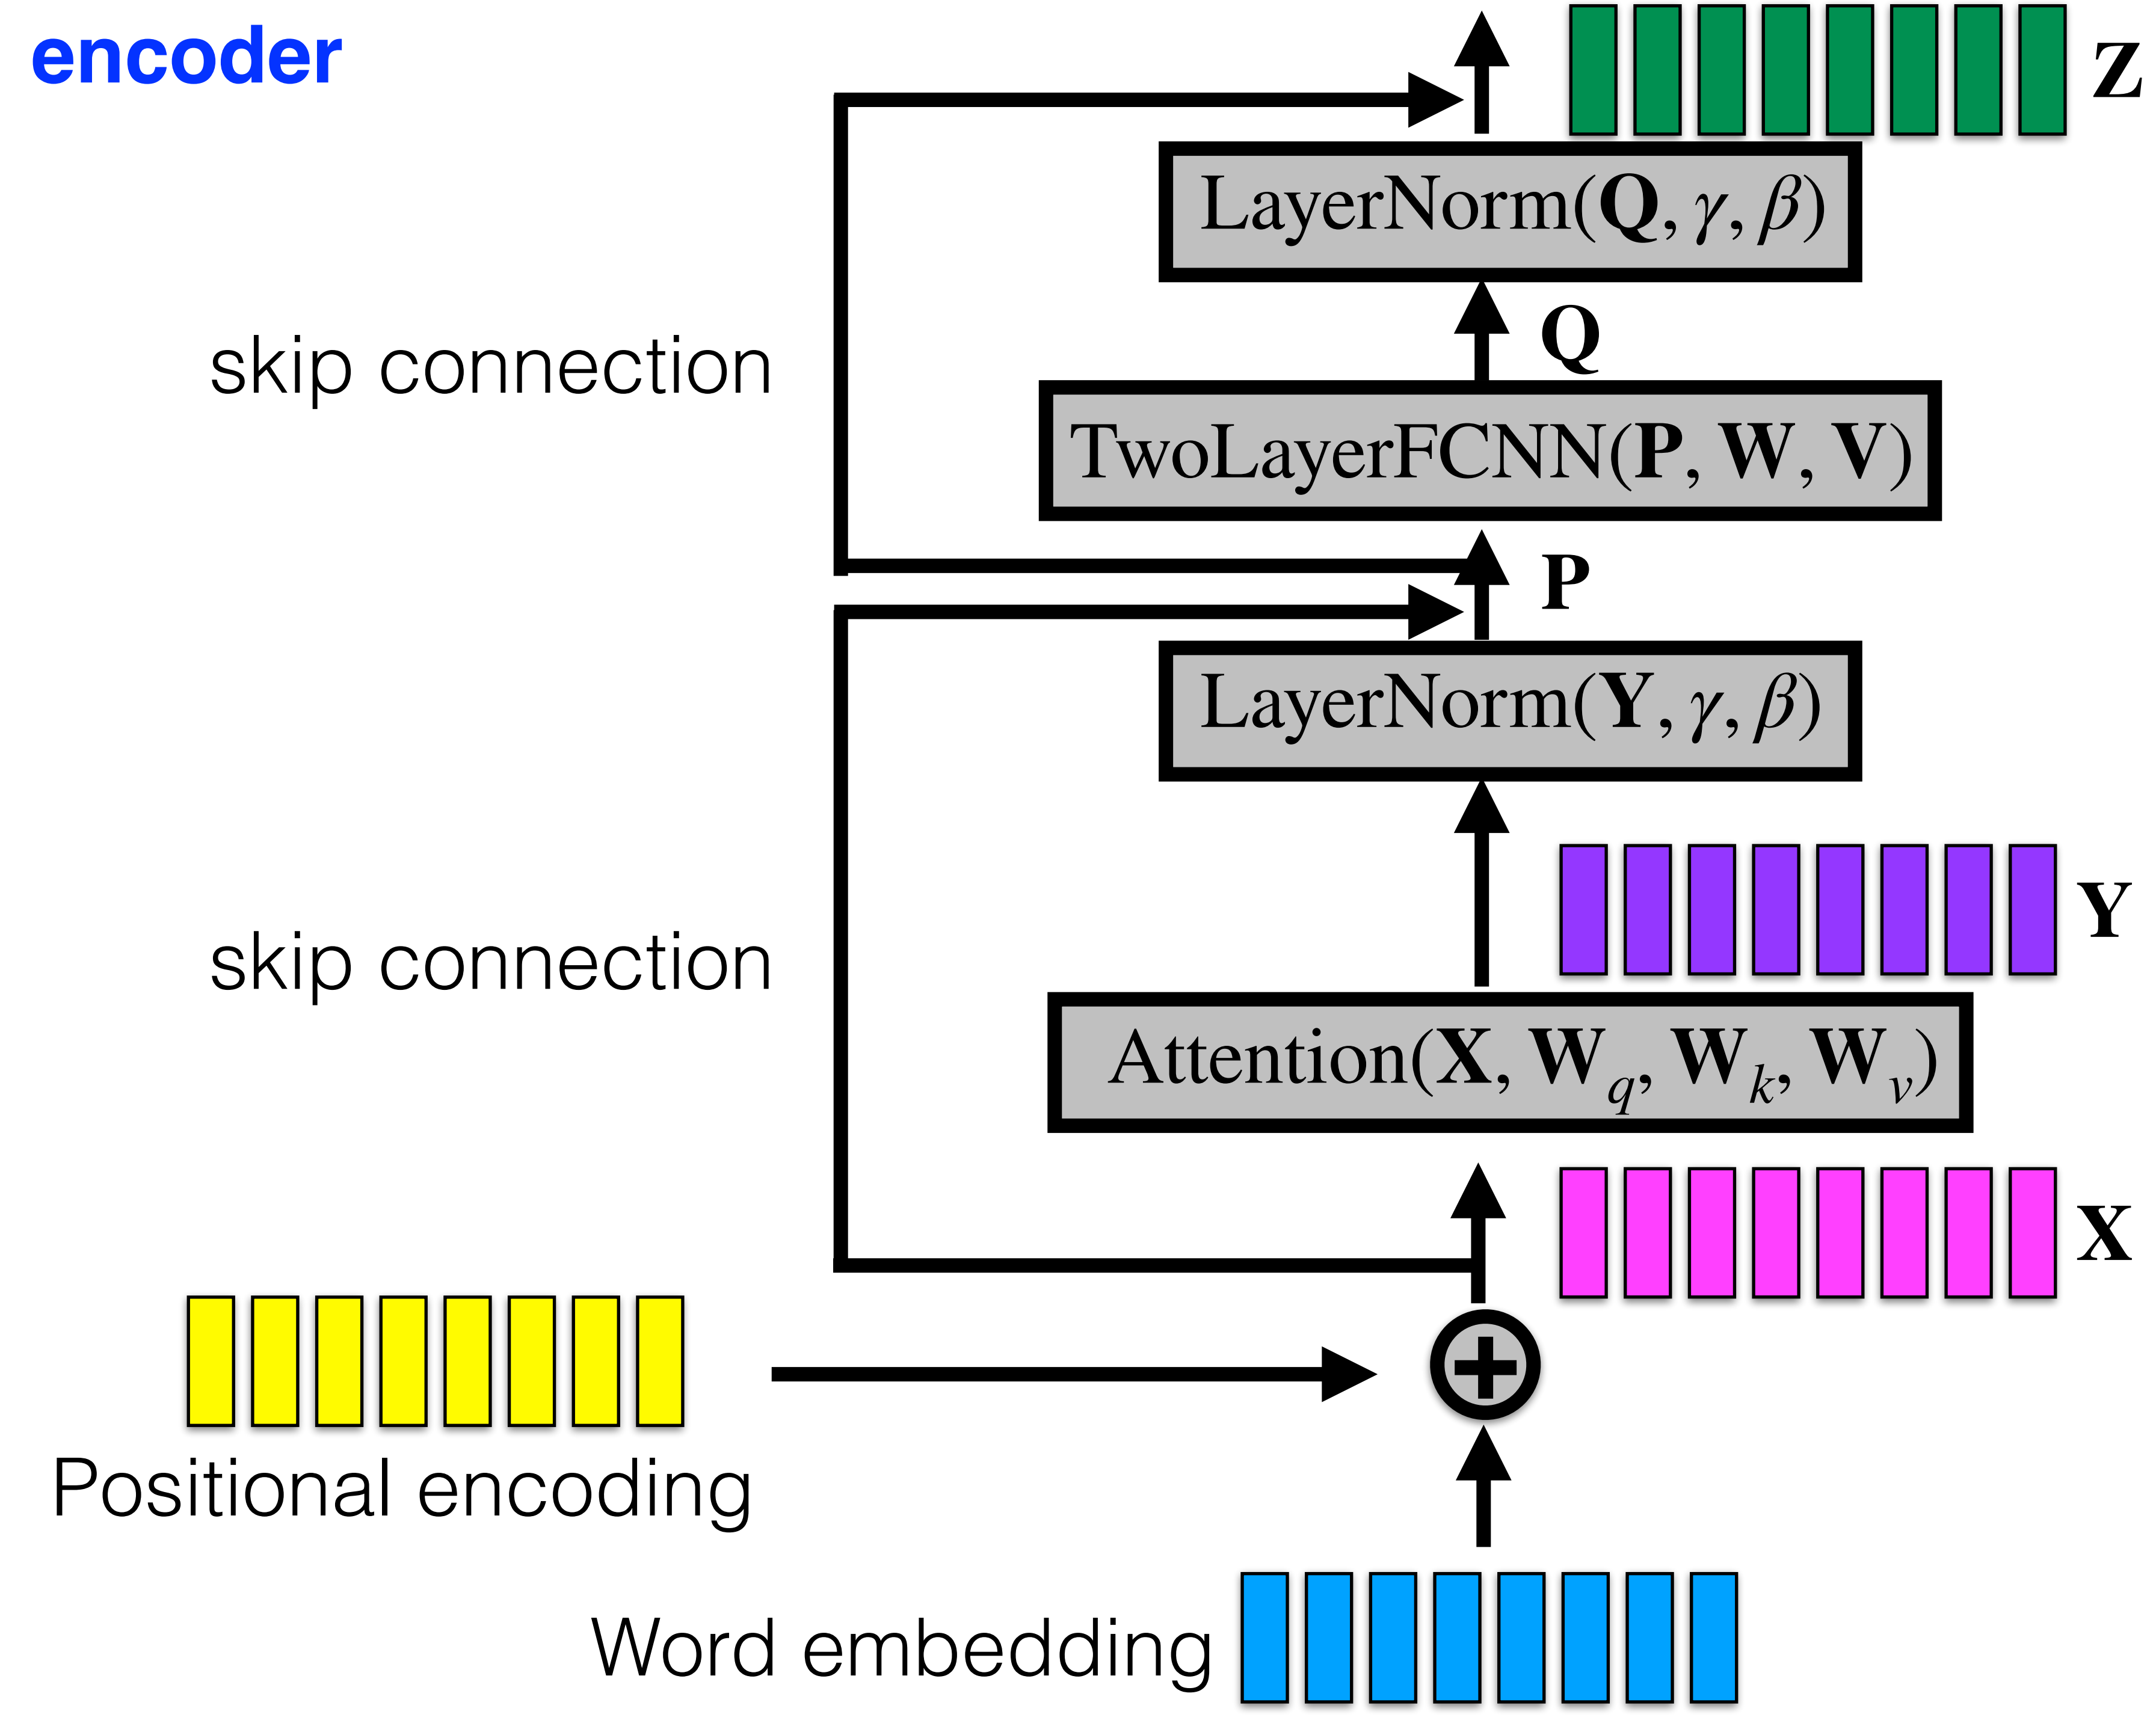 encoder
Z
LayerNorm(Q, γ, β)
skip connection
Q
TwoLayerFCNN(P, W, V)
P
LayerNorm(Y, γ, β)
Y
skip connection
Attention(X, W_q, W_k, W_v)
X
+
Positional encoding
Word embedding